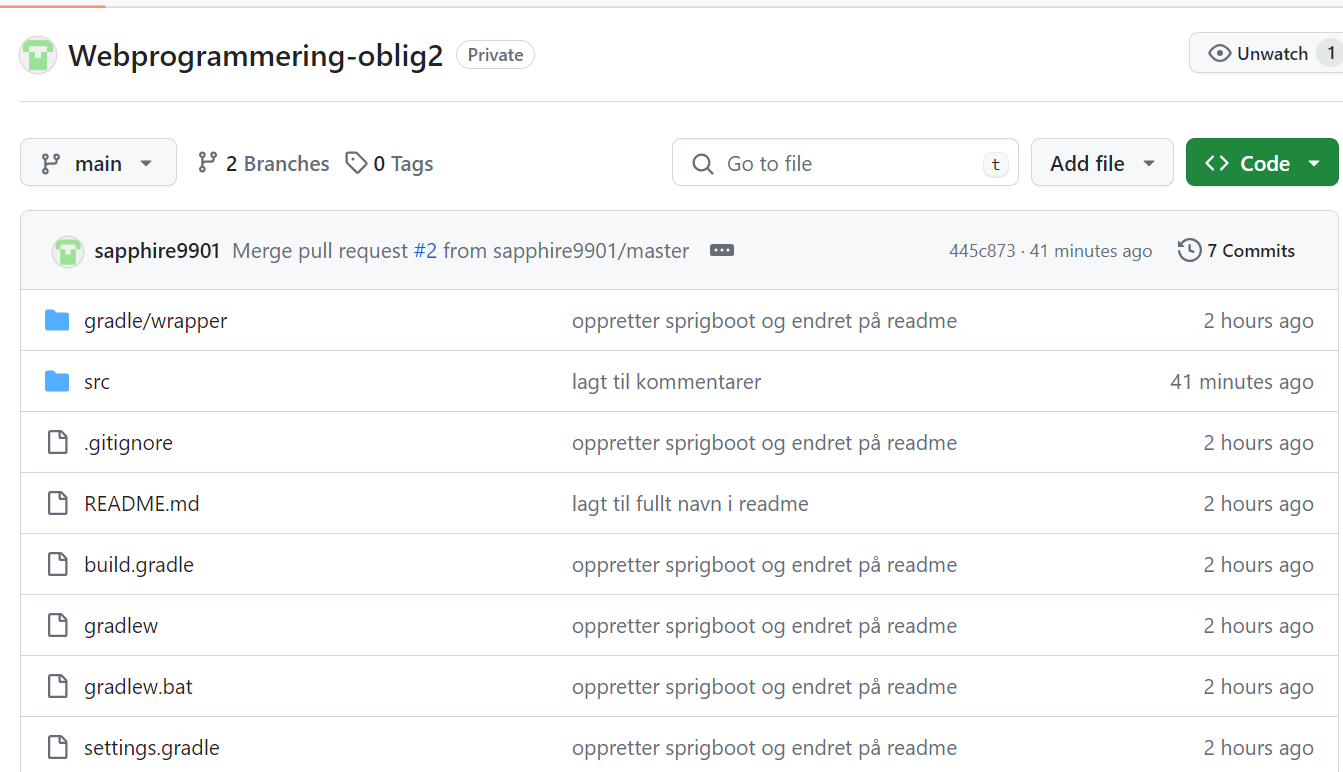 Webprogrammering-oblig2 Private Unwatch 1
main 2 Branches 0 Tags Go to file t Add file Code
sapphire9901 Merge pull request #2 from sapphire9901/master 445c873 · 41 minutes ago 7 Commits
gradle/wrapper oppretter sprigboot og endret på readme 2 hours ago
src lagt til kommentarer 41 minutes ago
.gitignore oppretter sprigboot og endret på readme 2 hours ago
README.md lagt til fullt navn i readme 2 hours ago
build.gradle oppretter sprigboot og endret på readme 2 hours ago
gradlew oppretter sprigboot og endret på readme 2 hours ago
gradlew.bat oppretter sprigboot og endret på readme 2 hours ago
settings.gradle oppretter sprigboot og endret på readme 2 hours ago